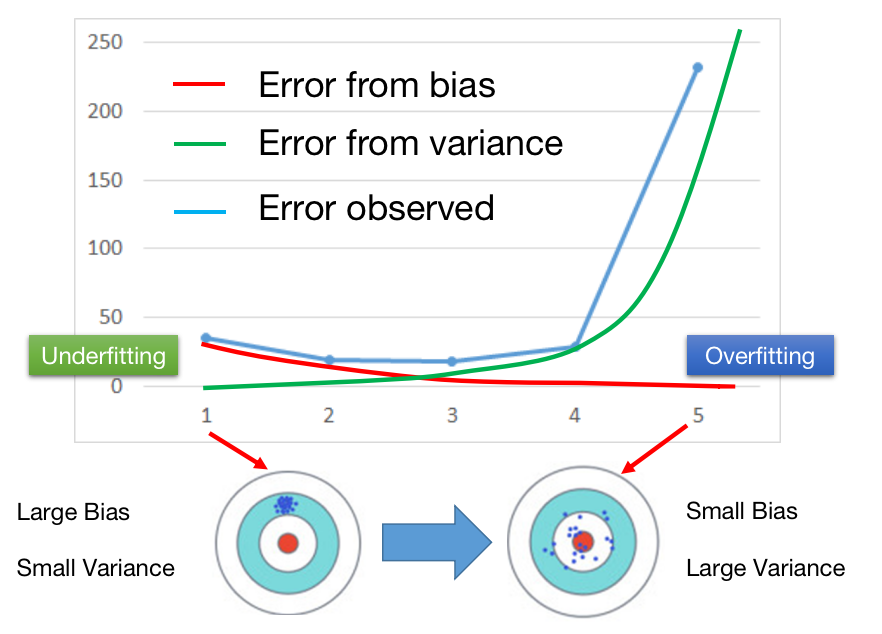 250
Error from bias
200
Error from variance
150
Error observed
100
50
Underfitting
Overfitting
0
1 2 3 4 5
Large Bias
Small Bias
Small Variance
Large Variance